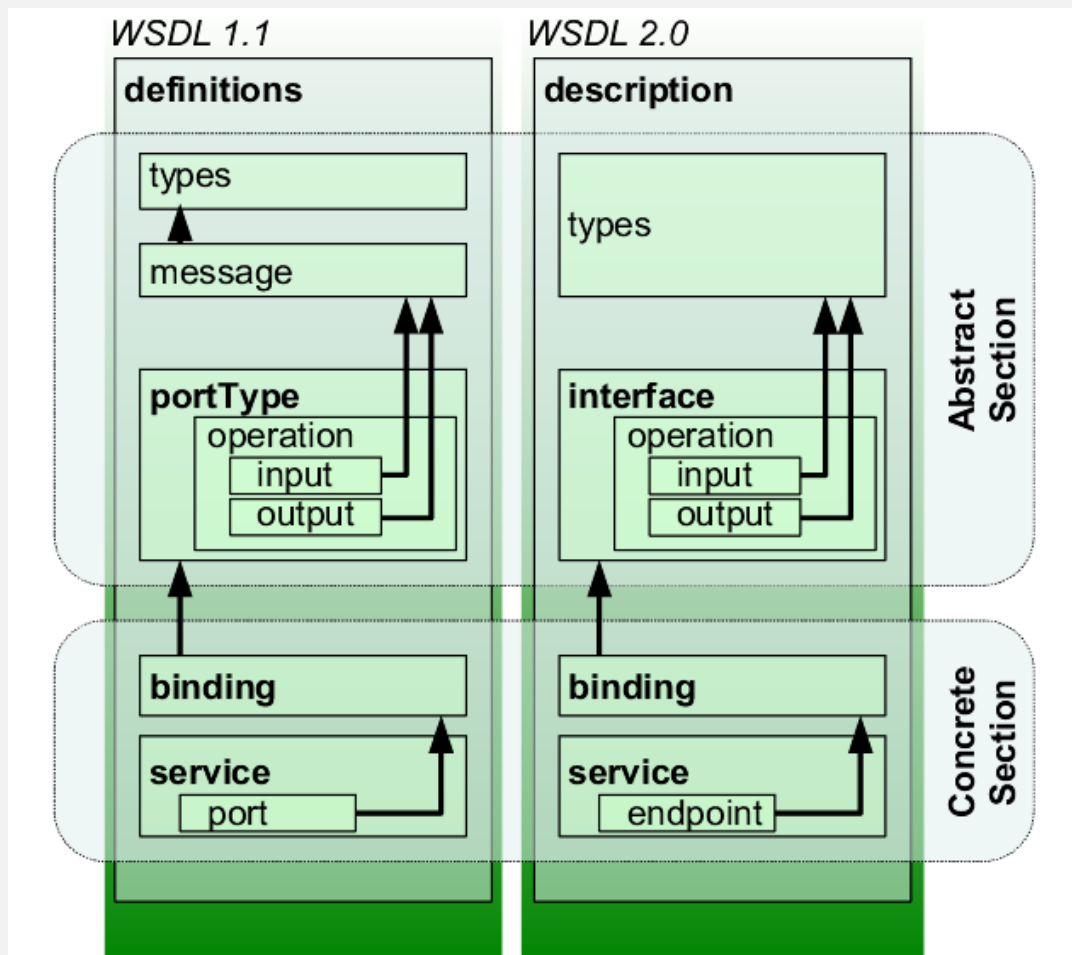 WSDL 1.1
definitions
types
message
portType
operation
input
output
binding
service
port
WSDL 2.0
description
types
interface
operation
input
output
binding
service
endpoint
Abstract
Section
Concrete
Section